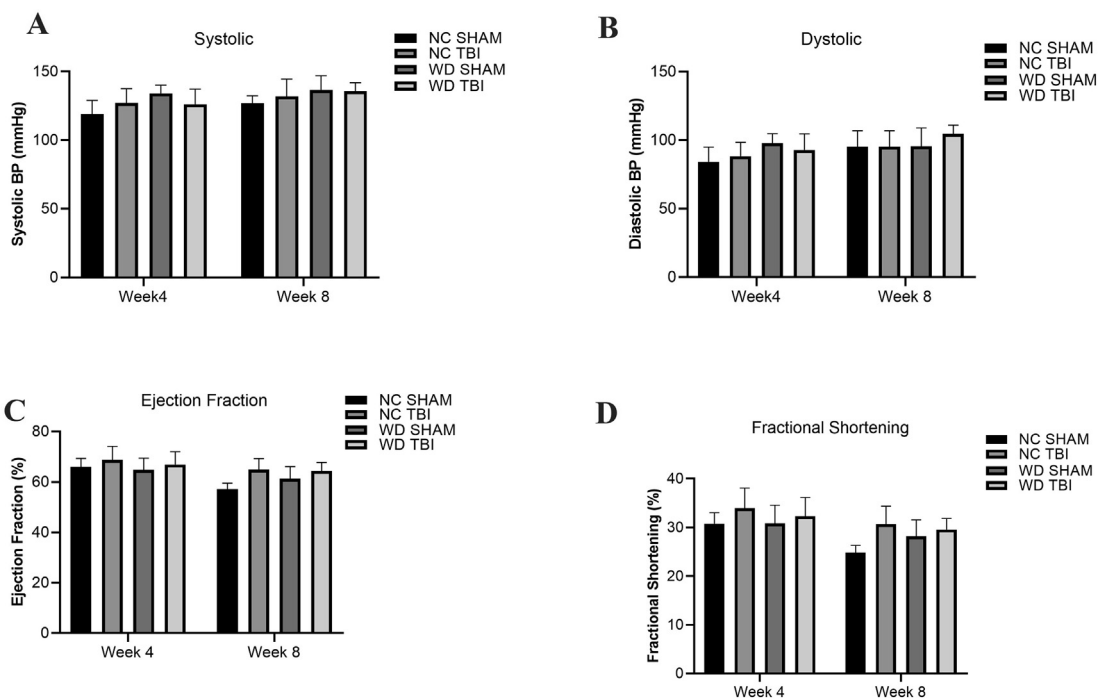 A
Systolic
NC SHAM
NC TBI
WD SHAM
WD TBI
Systolic BP (mmHg)
150
100
50
0
Week4
Week 8
B
Dystolic
NC SHAM
NC TBI
WD SHAM
WD TBI
Diastolic BP (mmHg)
150
100
50
0
Week4
Week 8
C
Ejection Fraction
NC SHAM
NC TBI
WD SHAM
WD TBI
Ejection Fraction (%)
80
60
40
20
0
Week 4
Week 8
D
Fractional Shortening
NC SHAM
NC TBI
WD SHAM
WD TBI
Fractional Shortening (%)
40
30
20
10
0
Week 4
Week 8